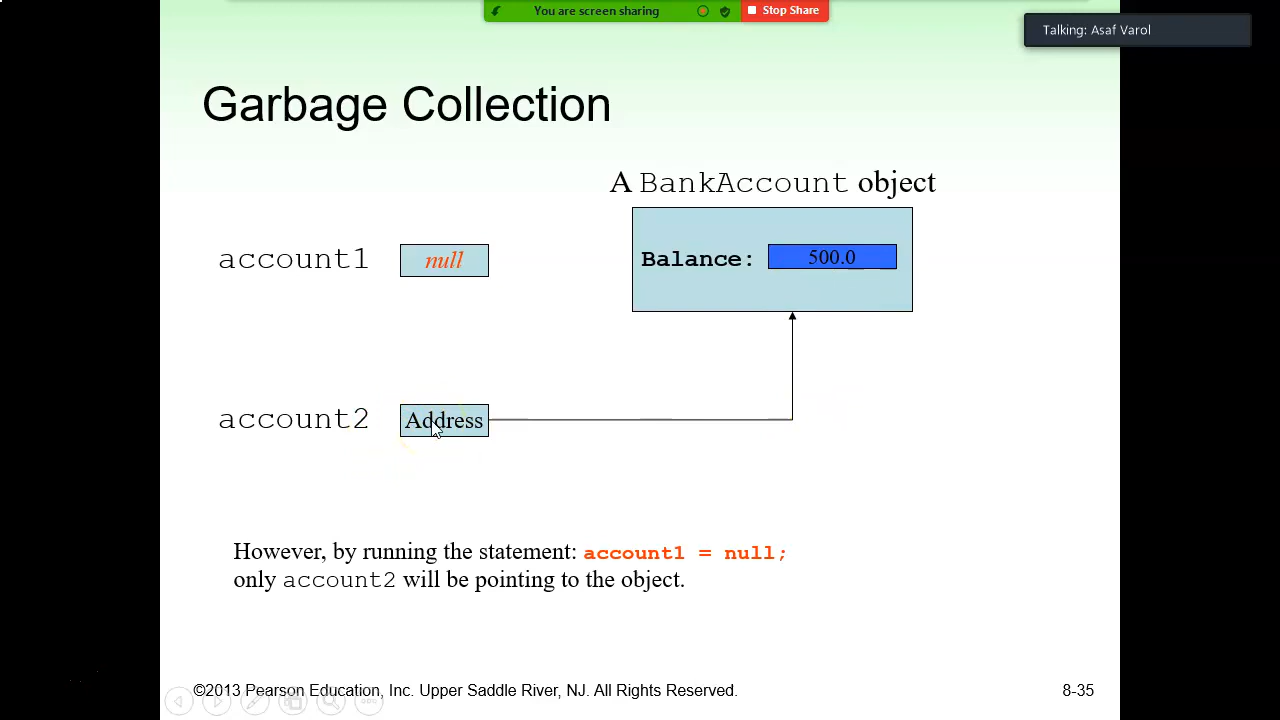 You are screen sharing
Stop Share
Talking: Asaf Varol
Garbage Collection
A BankAccount object
account1 null
Balance: 500.0
account2 Address
However, by running the statement: account1 = null;
only account2 will be pointing to the object.
©2013 Pearson Education, Inc. Upper Saddle River, NJ. All Rights Reserved.
8-35